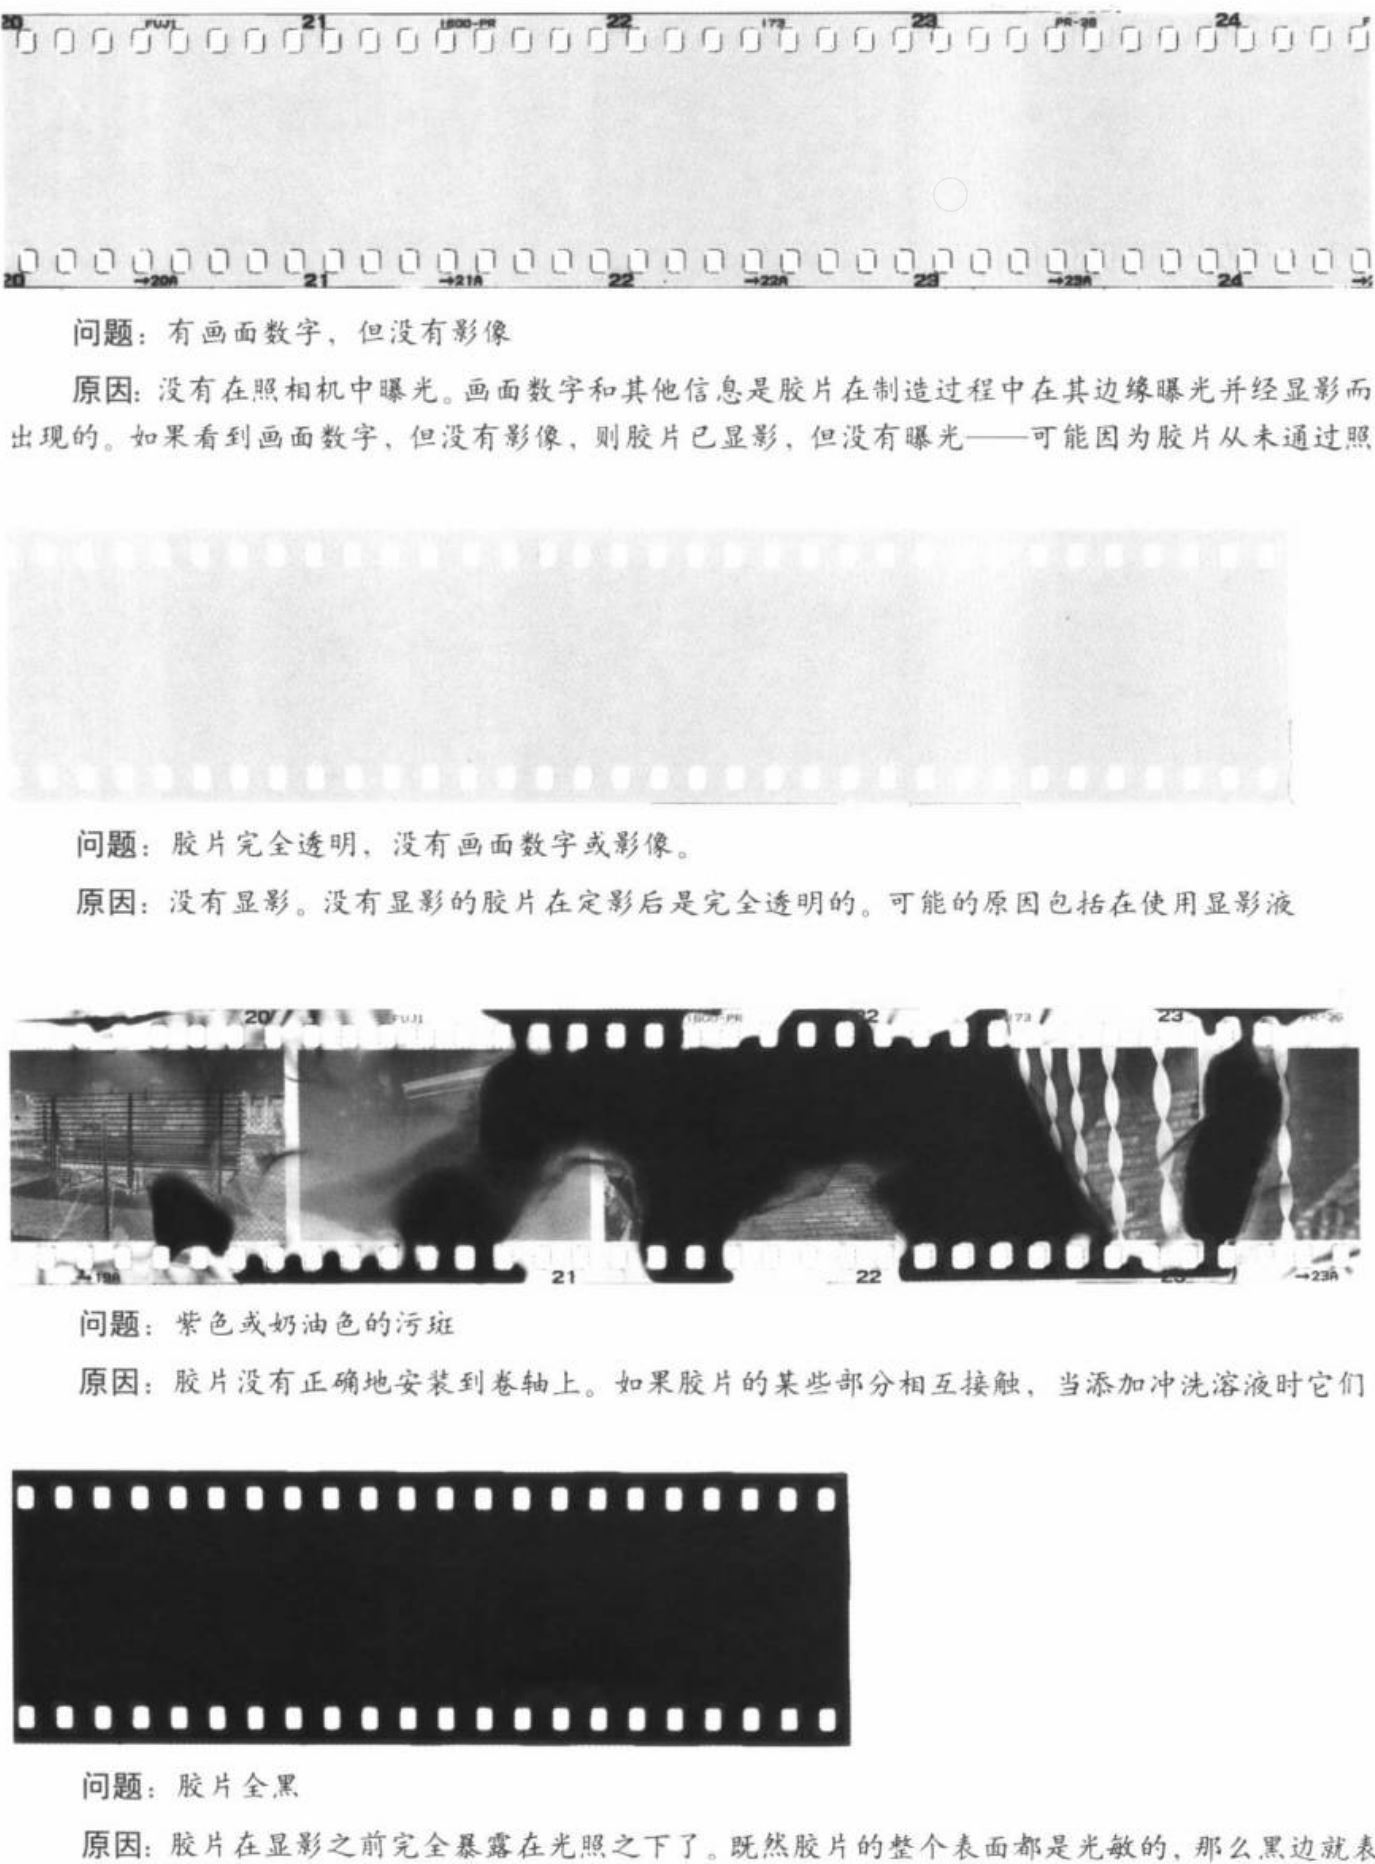 20 FUJI 21 1600-PR 22 173 23 PR-36 24 F
20 →20A 21 →21A 22 →22A 23 →23A 24
问题：有画面数字，但没有影像
原因：没有在照相机中曝光。画面数字和其他信息是胶片在制造过程中在其边缘曝光并经显影而
出现的。如果看到画面数字，但没有影像，则胶片已显影，但没有曝光——可能因为胶片从未通过照
问题：胶片完全透明，没有画面数字或影像。
原因：没有显影。没有显影的胶片在定影后是完全透明的。可能的原因包括在使用显影液
20 FUJI 1600-PR 22 173 23
→19A 21 22 23 →23A
问题：紫色或奶油色的污斑
原因：胶片没有正确地安装到卷轴上。如果胶片的某些部分相互接触，当添加冲洗溶液时它们
问题：胶片全黑
原因：胶片在显影之前完全暴露在光照之下了。既然胶片的整个表面都是光敏的，那么黑边就表